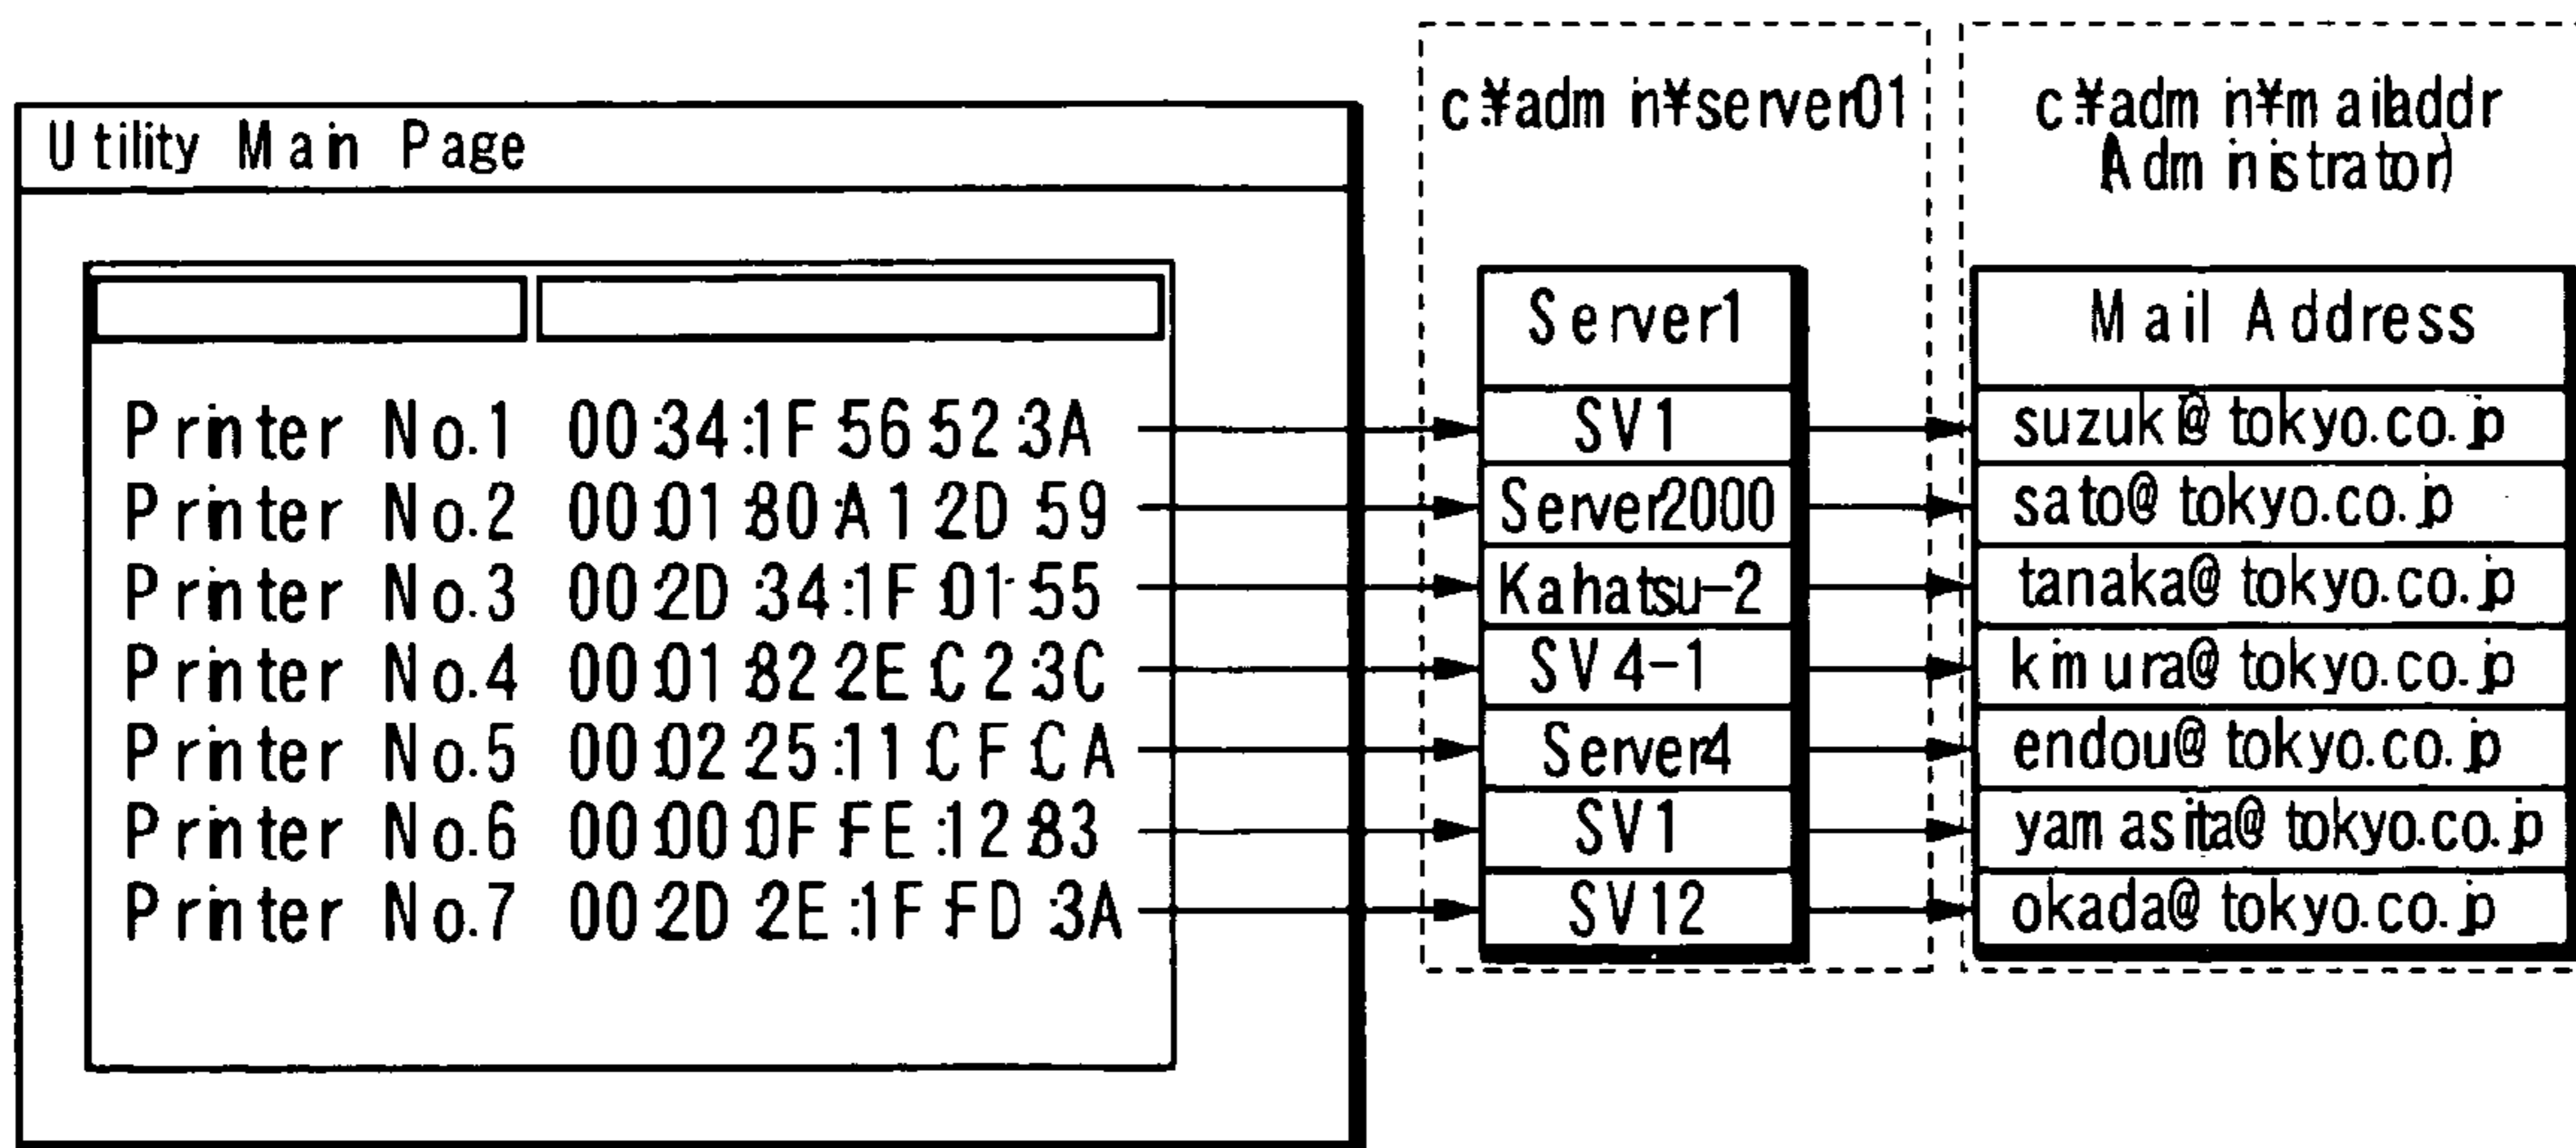 Utility Main Page
Printer No.1 00:34:1F:56:52:3A
Printer No.2 00:01:80:A1:2D:59
Printer No.3 00:2D:34:1F:01:55
Printer No.4 00:01:82:2E:C2:3C
Printer No.5 00:02:25:11:CF:CA
Printer No.6 00:00:0F:FE:12:83
Printer No.7 00:2D:2E:1F:FD:3A
c:¥admin¥server01
Server1
SV1
Server2000
Kahatsu-2
SV4-1
Server4
SV1
SV12
c:¥admin¥mailaddr
(Administrator)
Mail Address
suzuki@tokyo.co.jp
sato@tokyo.co.jp
tanaka@tokyo.co.jp
kimura@tokyo.co.jp
endou@tokyo.co.jp
yamasita@tokyo.co.jp
okada@tokyo.co.jp